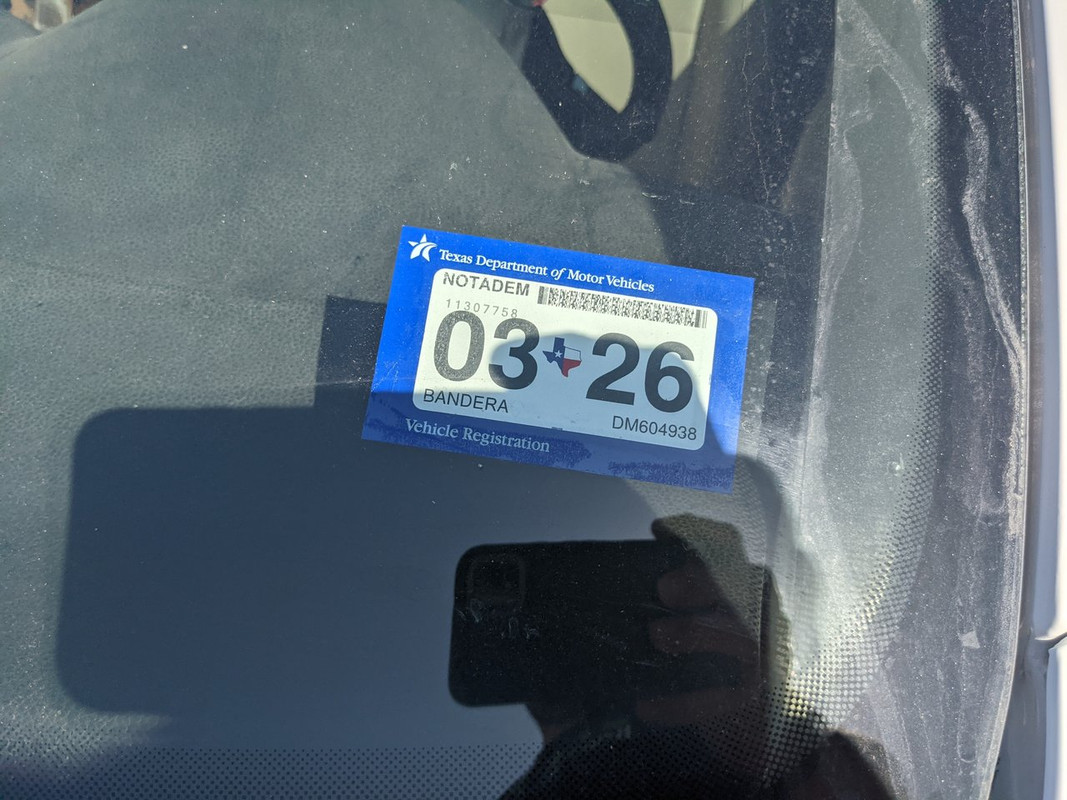 Texas Department of Motor Vehicles
NOTADEM
11307758
03 26
BANDERA
DM604938
Vehicle Registration